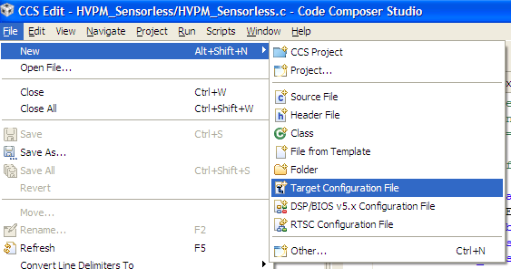 CCS Edit - HVPM_Sensorless/HVPM_Sensorless.c - Code Composer Studio
File Edit View Navigate Project Run Scripts Window Help
New Alt+Shift+N
Open File...
Close Ctrl+W
Close All Ctrl+Shift+W
Save Ctrl+S
Save As...
Save All Ctrl+Shift+S
Revert
Move...
Rename... F2
Refresh F5
Convert Line Delimiters To
CCS Project
Project...
Source File
Header File
Class
File from Template
Folder
Target Configuration File
DSP/BIOS v5.x Configuration File
RTSC Configuration File
Other... Ctrl+N